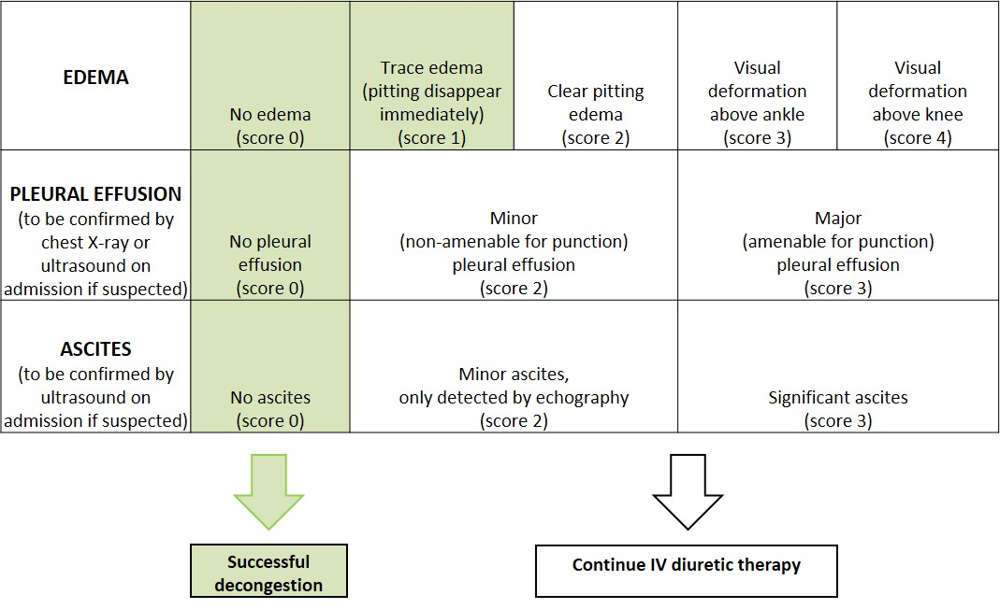 EDEMA
No edema
(score 0)
Trace edema
(pitting disappear
immediately)
(score 1)
Clear pitting
edema
(score 2)
Visual
deformation
above ankle
(score 3)
Visual
deformation
above knee
(score 4)
PLEURAL EFFUSION
(to be confirmed by
chest X-ray or
ultrasound on
admission if suspected)
No pleural
effusion
(score 0)
Minor
(non-amenable for punction)
pleural effusion
(score 2)
Major
(amenable for punction)
pleural effusion
(score 3)
ASCITES
(to be confirmed by
ultrasound on
admission if suspected)
No ascites
(score 0)
Minor ascites,
only detected by echography
(score 2)
Significant ascites
(score 3)
Successful
decongestion
Continue IV diuretic therapy